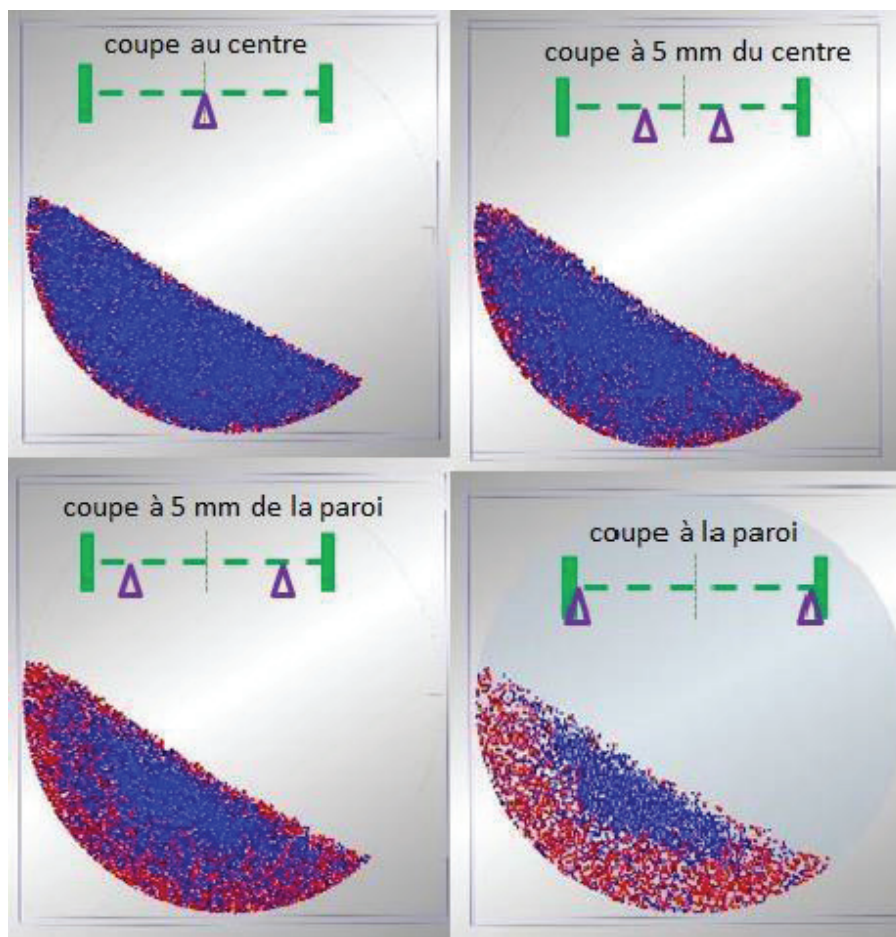 coupe au centre
coupe à 5 mm du centre
coupe à 5 mm de la paroi
coupe à la paroi